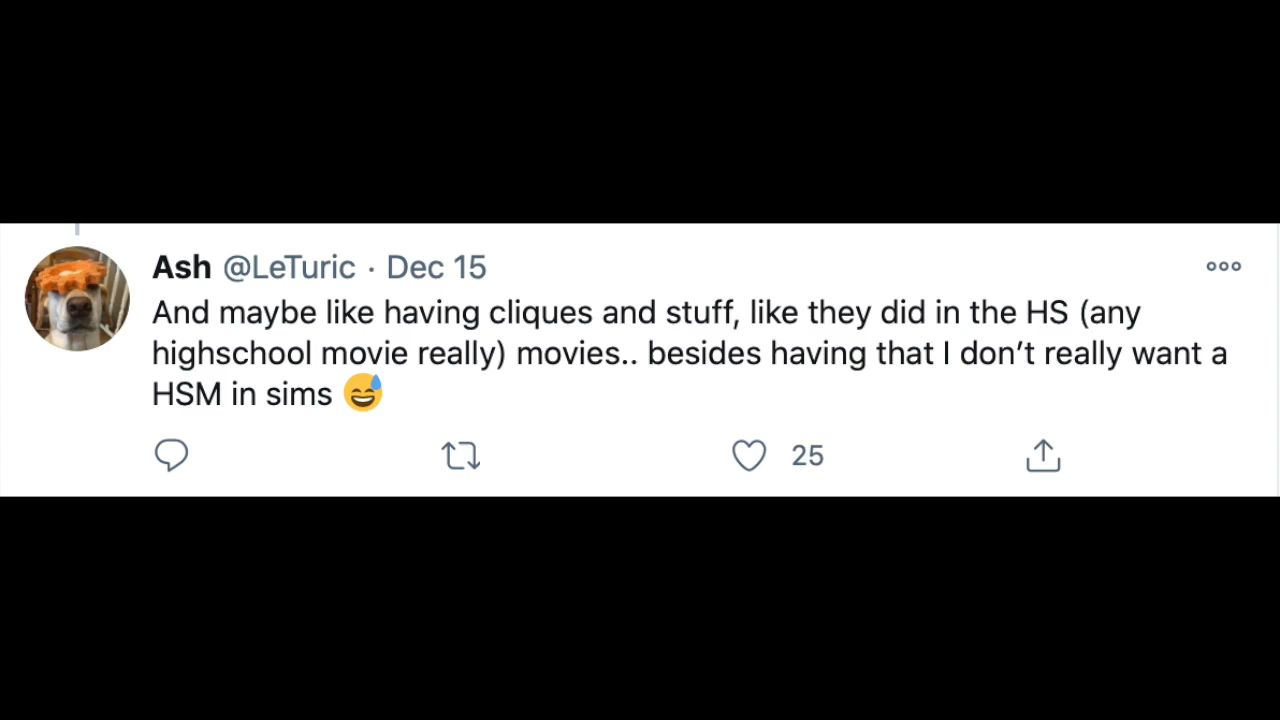 Ash @LeTuric · Dec 15
And maybe like having cliques and stuff, like they did in the HS (any
highschool movie really) movies.. besides having that I don’t really want a
HSM in sims 😅
25